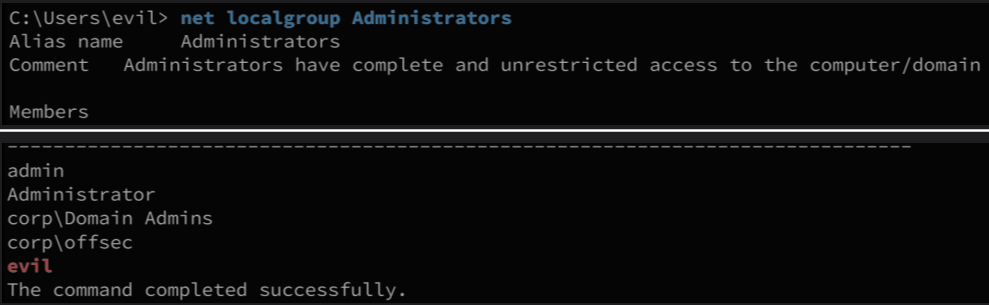 C:\Users\evil> net localgroup Administrators
Alias name     Administrators
Comment   Administrators have complete and unrestricted access to the computer/domain
Members
-------------------------------------------------------------------------------
admin
Administrator
corp\Domain Admins
corp\offsec
evil
The command completed successfully.